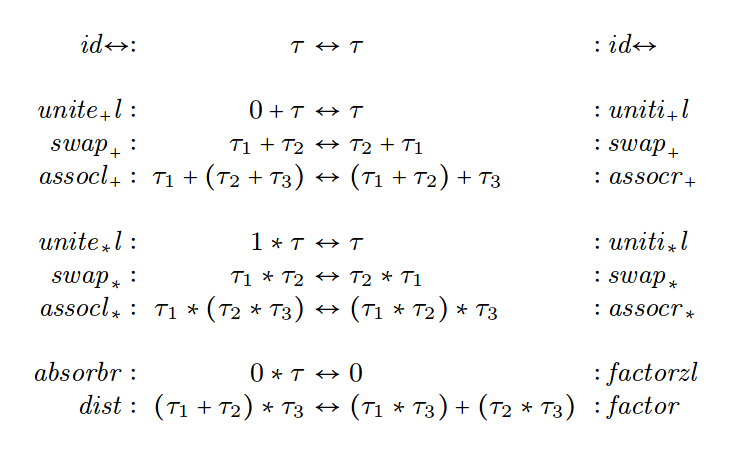 id↔: τ ↔ τ : id↔
unite₊l : 0 + τ ↔ τ : uniti₊l
swap₊ : τ₁ + τ₂ ↔ τ₂ + τ₁ : swap₊
assocl₊ : τ₁ + (τ₂ + τ₃) ↔ (τ₁ + τ₂) + τ₃ : assocr₊
unite∗l : 1 ∗ τ ↔ τ : uniti∗l
swap∗ : τ₁ ∗ τ₂ ↔ τ₂ ∗ τ₁ : swap∗
assocl∗ : τ₁ ∗ (τ₂ ∗ τ₃) ↔ (τ₁ ∗ τ₂) ∗ τ₃ : assocr∗
absorbr : 0 ∗ τ ↔ 0 : factorzl
dist : (τ₁ + τ₂) ∗ τ₃ ↔ (τ₁ ∗ τ₃) + (τ₂ ∗ τ₃) : factor